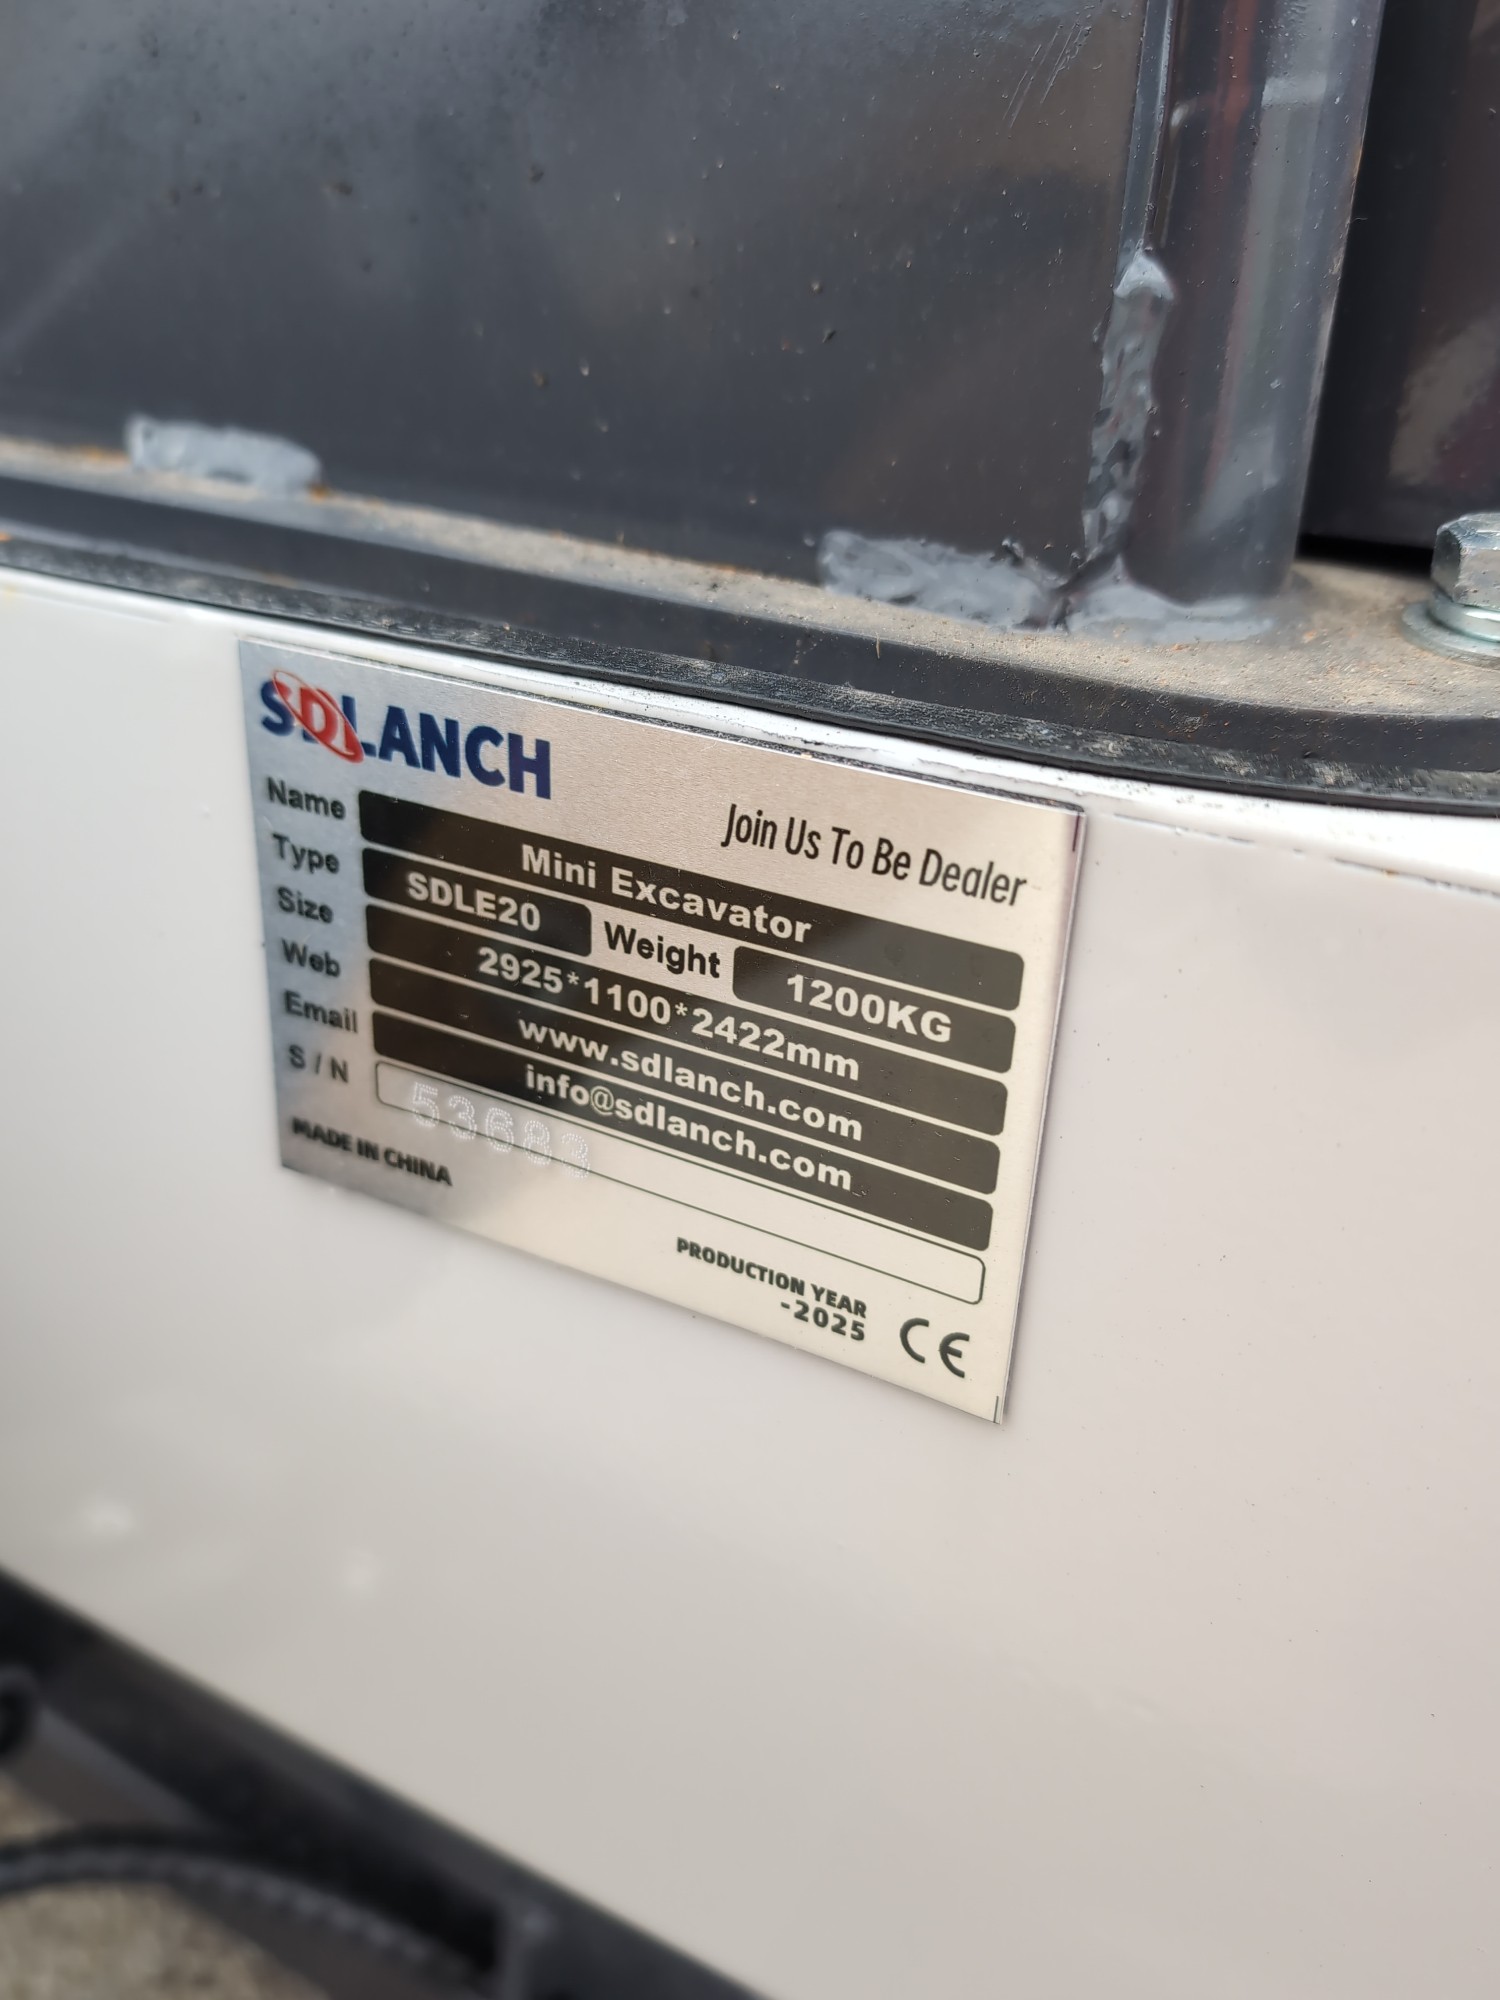 SDLANCH
Join Us To Be Dealer
Name Mini Excavator
Type SDLE20 Weight 1200KG
Size 2925*1100*2422mm
Web www.sdlanch.com
Email info@sdlanch.com
S / N 53683
MADE IN CHINA
PRODUCTION YEAR
-2025
CE